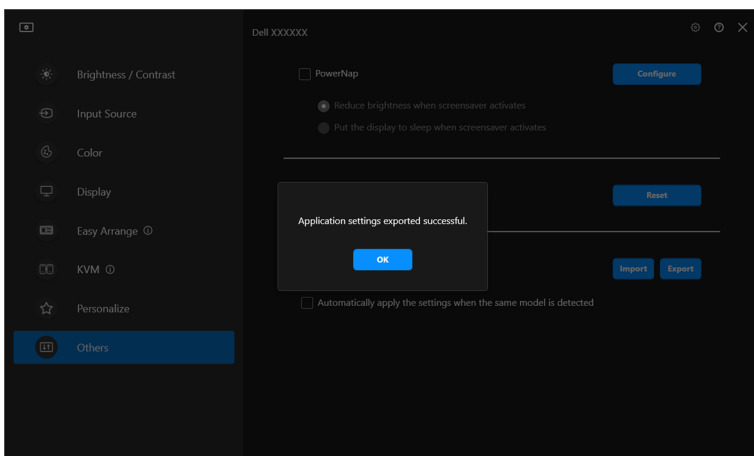 Dell XXXXXX
Brightness / Contrast
Input Source
Color
Display
Easy Arrange
KVM
Personalize
Others
PowerNap
Configure
Reduce brightness when screensaver activates
Put the display to sleep when screensaver activates
Reset
Application settings exported successful.
OK
Import Export
Automatically apply the settings when the same model is detected